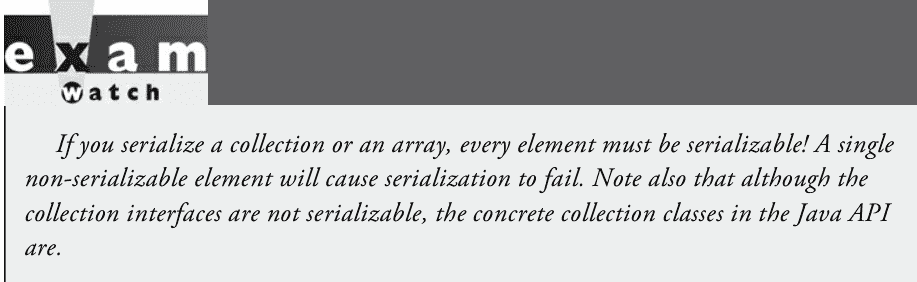 exam
watch
If you serialize a collection or an array, every element must be serializable! A single
non-serializable element will cause serialization to fail. Note also that although the
collection interfaces are not serializable, the concrete collection classes in the Java API
are.